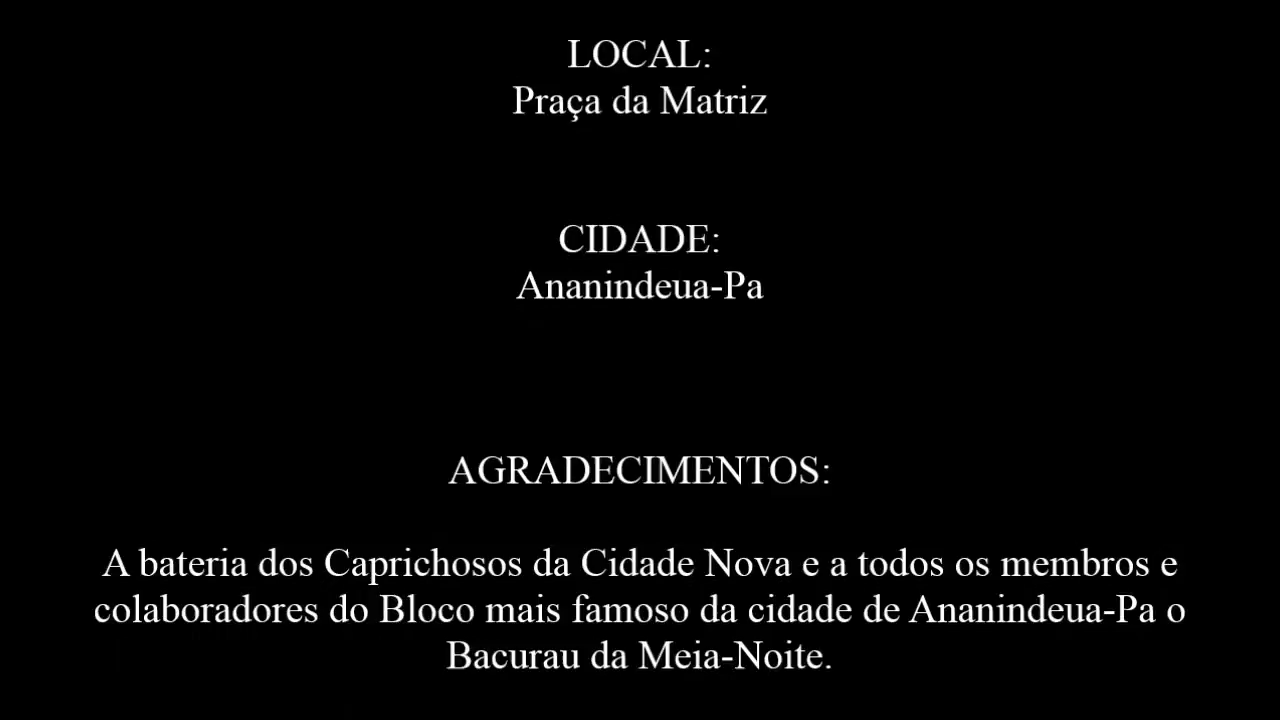 LOCAL:
Praça da Matriz
CIDADE:
Ananindeua-Pa
AGRADECIMENTOS:
A bateria dos Caprichosos da Cidade Nova e a todos os membros e
colaboradores do Bloco mais famoso da cidade de Ananindeua-Pa o
Bacurau da Meia-Noite.